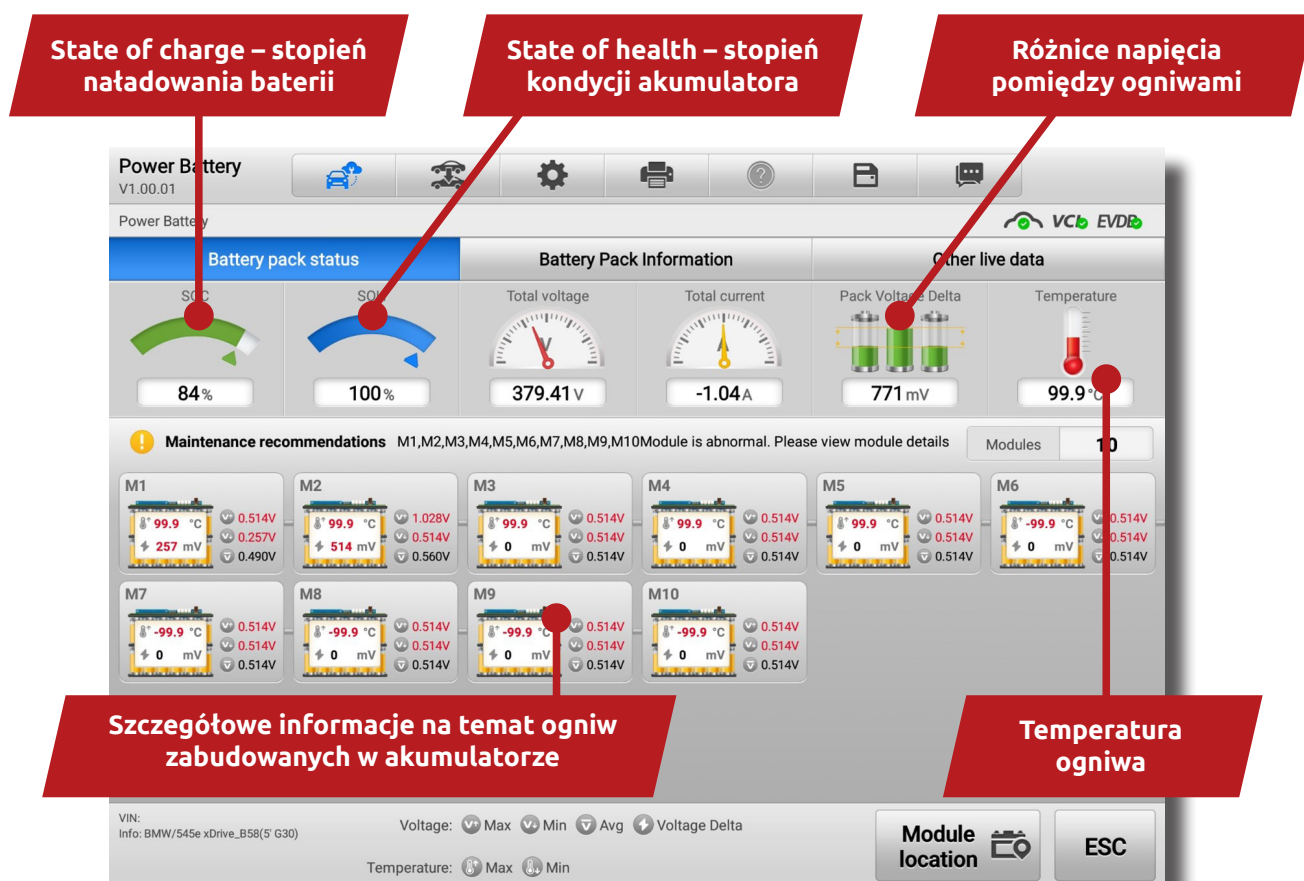 State of charge – stopień
naładowania baterii
State of health – stopień
kondycji akumulatora
Różnice napięcia
pomiędzy ogniwami
Power Battery
V1.00.01
Power Battery
VCI EVDB
Battery pack status
Battery Pack Information
Other live data
SOC
SOH
Total voltage
Total current
Pack Voltage Delta
Temperature
V
A
84 %
100 %
379.41 V
-1.04 A
771 mV
99.9 °C
Maintenance recommendations M1,M2,M3,M4,M5,M6,M7,M8,M9,M10Module is abnormal. Please view module details
Modules 10
M1
99.9 °C
257 mV
V+ 0.514V
0.257V
0.490V
M2
99.9 °C
514 mV
V+ 1.028V
0.514V
0.560V
M3
99.9 °C
0 mV
V+ 0.514V
0.514V
0.514V
M4
99.9 °C
0 mV
V+ 0.514V
0.514V
0.514V
M5
99.9 °C
0 mV
V+ 0.514V
0.514V
0.514V
M6
-99.9 °C
0 mV
0.514V
0.514V
0.514V
M7
-99.9 °C
0 mV
V+ 0.514V
0.514V
0.514V
M8
-99.9 °C
0 mV
V+ 0.514V
0.514V
0.514V
M9
-99.9 °C
0 mV
0.514V
0.514V
0.514V
M10
-99.9 °C
0 mV
V+ 0.514V
0.514V
0.514V
Szczegółowe informacje na temat ogniw
zabudowanych w akumulatorze
Temperatura
ogniwa
VIN:
Info: BMW/545e xDrive_B58(5' G30)
Voltage: Max Min Avg Voltage Delta
Temperature: Max Min
Module
location
ESC